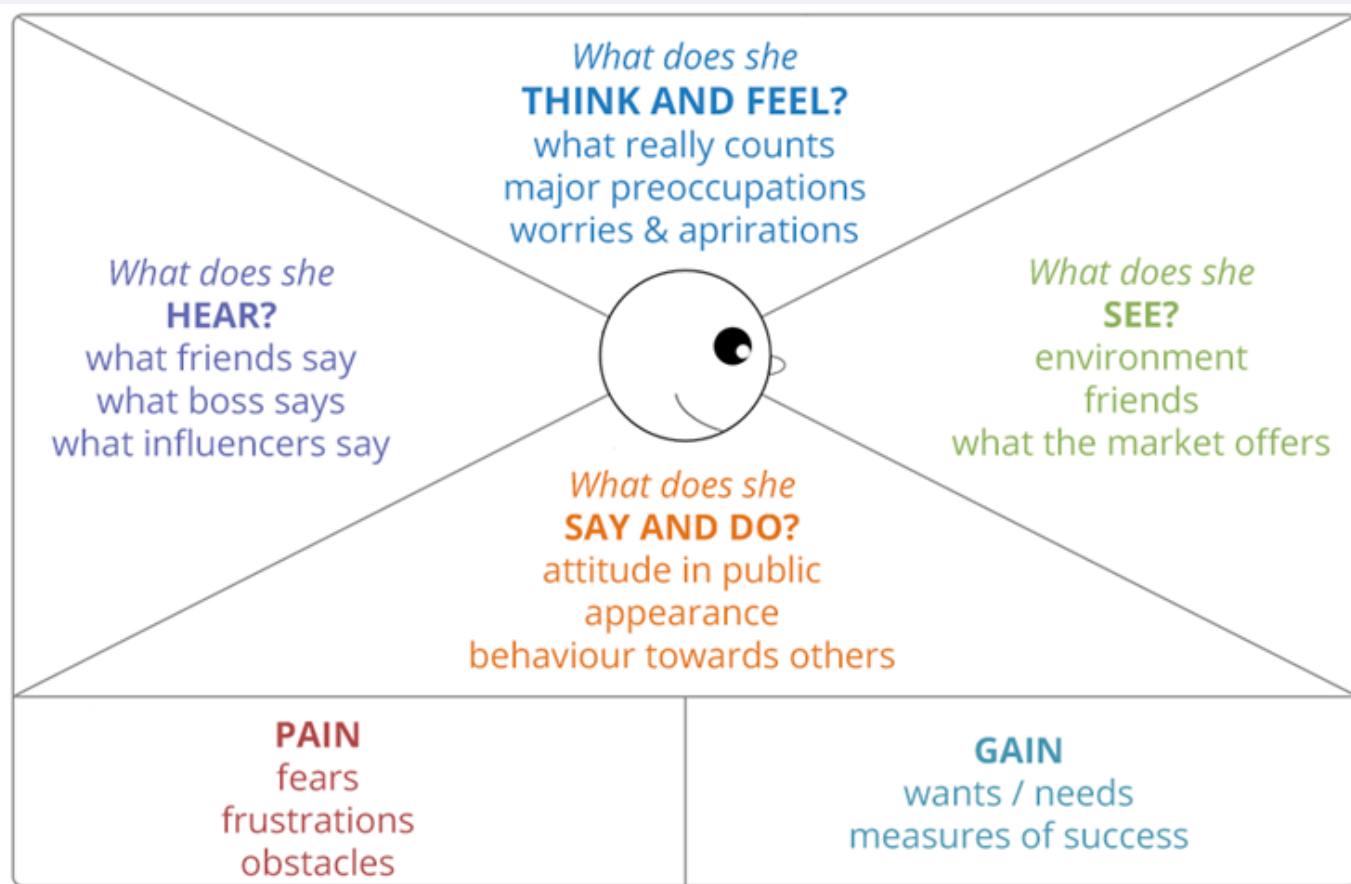 What does she
THINK AND FEEL?
what really counts
major preoccupations
worries & aprirations
What does she
HEAR?
what friends say
what boss says
what influencers say
What does she
SEE?
environment
friends
what the market offers
What does she
SAY AND DO?
attitude in public
appearance
behaviour towards others
PAIN
fears
frustrations
obstacles
GAIN
wants / needs
measures of success